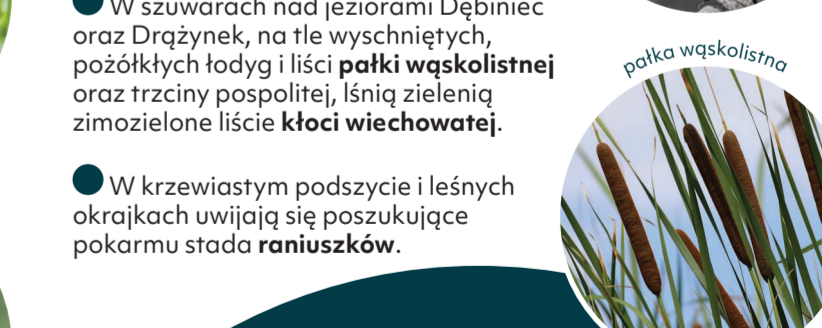 W szuwarach nad jeziorami Dębiniec
oraz Drążynek, na tle wyschniętych,
pożółkłych łodyg i liści pałki wąskolistnej
oraz trzciny pospolitej, lśnią zielenią
zimozielone liście kłoci wiechowatej.
W krzewiastym podszycie i leśnych
okrajkach uwijają się poszukujące
pokarmu stada raniuszków.
pałka wąskolistna